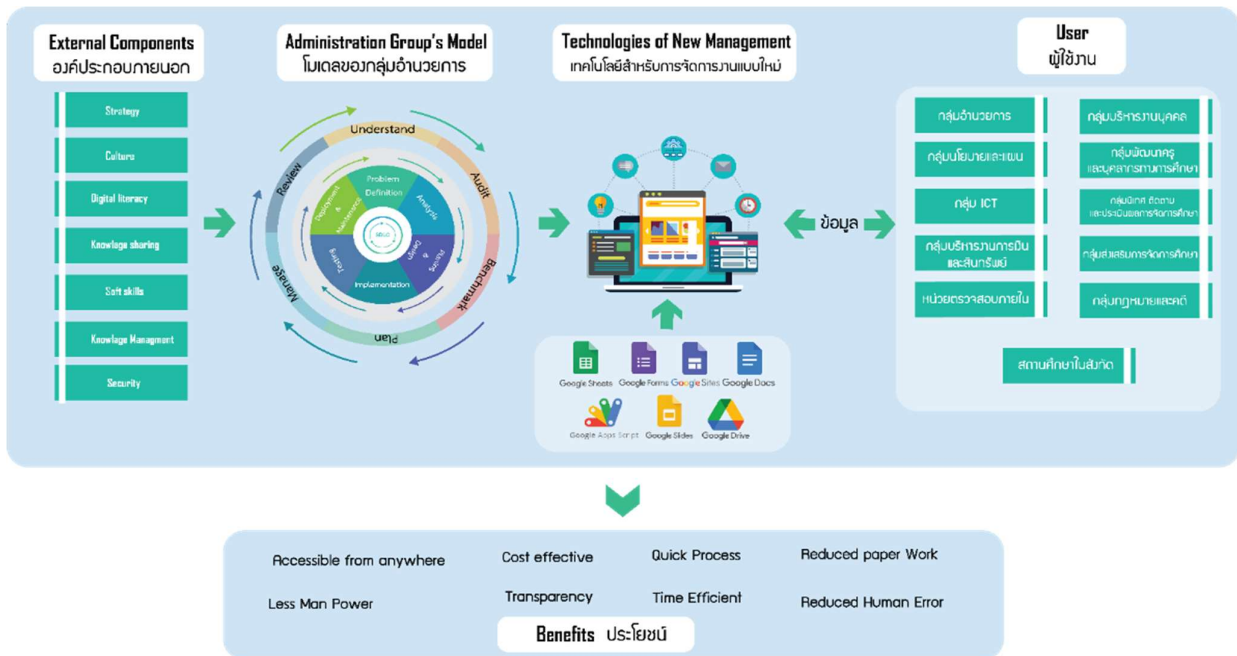 External Components
องค์ประกอบภายนอก
Strategy
Culture
Digital literacy
Knowlage sharing
Soft skills
Knowlage Managment
Security
Administration Group's Model
โมเดลของกลุ่มอำนวยการ
Understand
Audit
Benchmark
Plan
Manage
Review
Problem
Definition
Analysis
Design
&
Implementation
Testing
Deployment
&
Maintenance
Technologies of New Management
เทคโนโลยีสำหรับการจัดการงานแบบใหม่
Google Sheets
Google Forms
Google Sites
Google Docs
Google Apps Script
Google Slides
Google Drive
ข้อมูล
User
ผู้ใช้งาน
กลุ่มอำนวยการ
กลุ่มนโยบายและแผน
กลุ่ม ICT
กลุ่มบริหารงานการเงิน
และสินทรัพย์
หน่วยตรวจสอบภายใน
กลุ่มบริหารงานบุคคล
กลุ่มพัฒนาครู
และบุคลากรทางการศึกษา
กลุ่มนิเทศ ติดตาม
และประเมินผลการจัดการศึกษา
กลุ่มส่งเสริมการจัดการศึกษา
กลุ่มกฎหมายและคดี
สถานศึกษาในสังกัด
Accessible from anywhere
Cost effective
Quick Process
Reduced paper Work
Less Man Power
Transparency
Time Efficient
Reduced Human Error
Benefits ประโยชน์